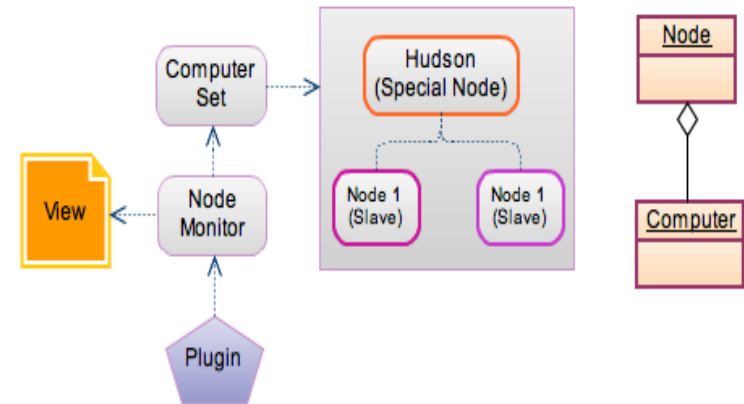 Computer
Set
Hudson
(Special Node)
Node
View
Node
Monitor
Node 1
(Slave)
Node 1
(Slave)
Computer
Plugin